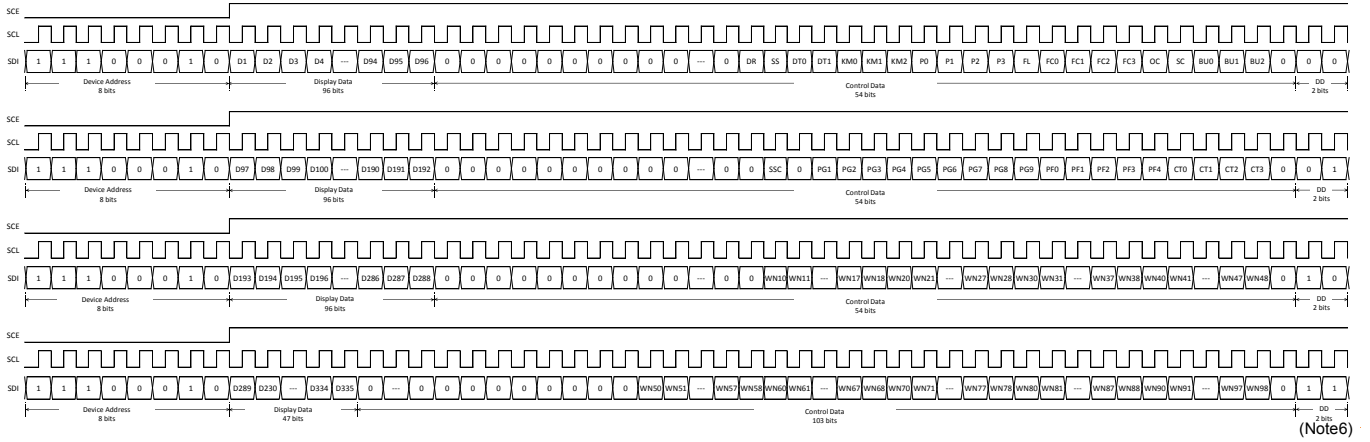 SCE
SCL
SDI 1 1 1 0 0 0 1 0 D1 D2 D3 D4 --- D94 D95 D96 0 0 0 0 0 0 0 0 0 0 --- 0 DR SS DT0 DT1 KM0 KM1 KM2 P0 P1 P2 P3 FL FC0 FC1 FC2 FC3 OC SC BU0 BU1 BU2 0 0 0
Device Address Display Data Control Data DD
8 bits 96 bits 54 bits 2 bits
SCE
SCL
SDI 1 1 1 0 0 0 1 0 D97 D98 D99 D100 --- D190 D191 D192 0 0 0 0 0 0 0 0 0 0 --- 0 0 SSC 0 PG1 PG2 PG3 PG4 PG5 PG6 PG7 PG8 PG9 PF0 PF1 PF2 PF3 PF4 CT0 CT1 CT2 CT3 0 0 1
Device Address Display Data Control Data DD
8 bits 96 bits 54 bits 2 bits
SCE
SCL
SDI 1 1 1 0 0 0 1 0 D193 D194 D195 D196 --- D286 D287 D288 0 0 0 0 0 0 0 0 0 0 --- 0 0 WN10 WN11 --- WN17 WN18 WN20 WN21 --- WN27 WN28 WN30 WN31 --- WN37 WN38 WN40 WN41 --- WN47 WN48 0 1 0
Device Address Display Data Control Data DD
8 bits 96 bits 54 bits 2 bits
SCE
SCL
SDI 1 1 1 0 0 0 1 0 D289 D230 --- D334 D335 0 --- 0 0 0 0 0 0 0 0 0 WN50 WN51 --- WN57 WN58 WN60 WN61 --- WN67 WN68 WN70 WN71 --- WN77 WN78 WN80 WN81 --- WN87 WN88 WN90 WN91 --- WN97 WN98 0 1 1
Device Address Display Data Control Data DD
8 bits 47 bits 103 bits 2 bits
(Note6)